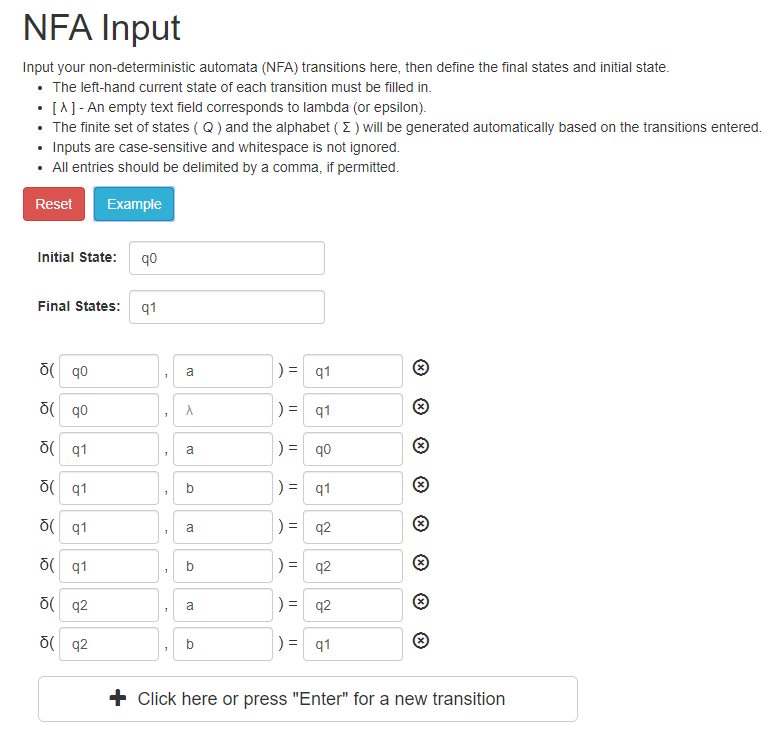 NFA Input
Input your non-deterministic automata (NFA) transitions here, then define the final states and initial state.
• The left-hand current state of each transition must be filled in.
• [ λ ] - An empty text field corresponds to lambda (or epsilon).
• The finite set of states ( Q ) and the alphabet ( Σ ) will be generated automatically based on the transitions entered.
• Inputs are case-sensitive and whitespace is not ignored.
• All entries should be delimited by a comma, if permitted.
Reset Example
Initial State: q0
Final States: q1
δ( q0 , a ) = q1
δ( q0 , λ ) = q1
δ( q1 , a ) = q0
δ( q1 , b ) = q1
δ( q1 , a ) = q2
δ( q1 , b ) = q2
δ( q2 , a ) = q2
δ( q2 , b ) = q1
Click here or press "Enter" for a new transition